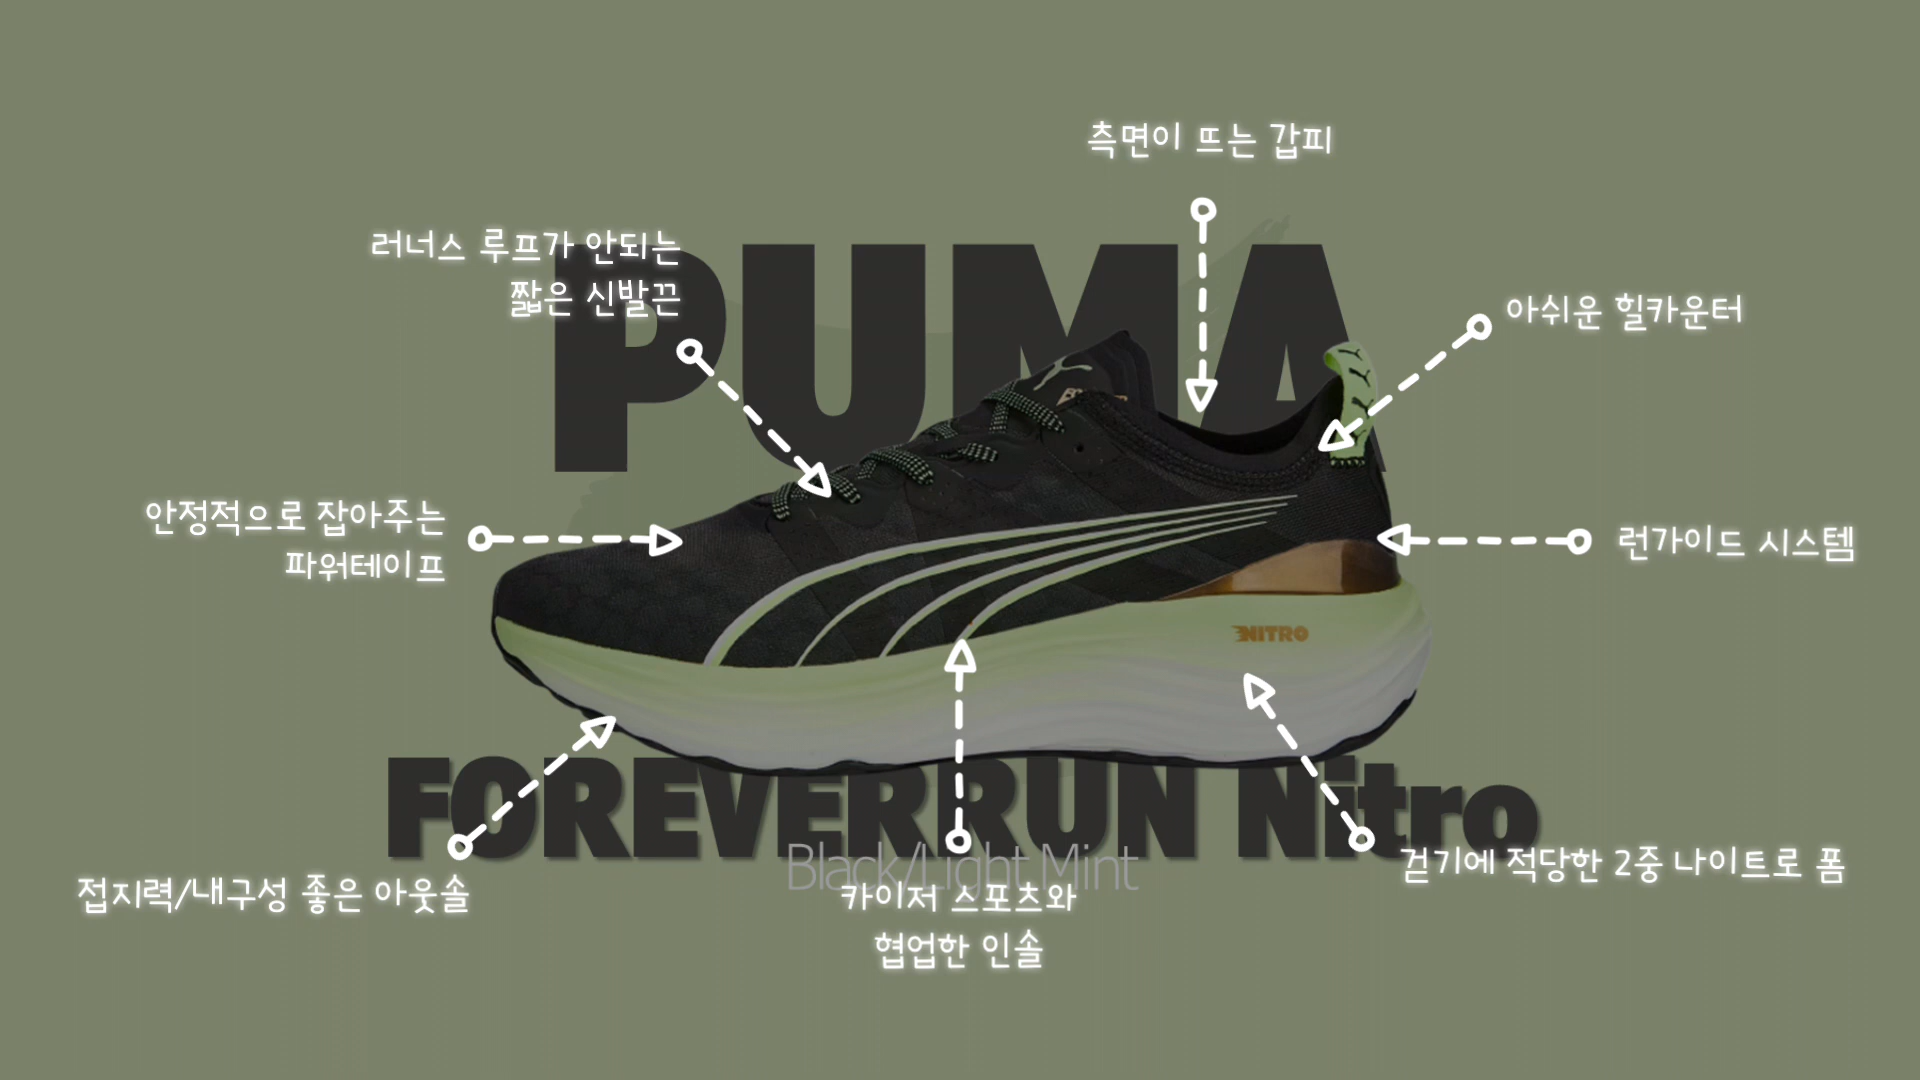 측면이 뜨는 갑피
러너스 루프가 안되는
짧은 신발끈
PUMA
아쉬운 힐카운터
안정적으로 잡아주는
파워테이프
런가이드 시스템
NITRO
FOREVERRUN Nitro
Black/Light Mint
접지력/내구성 좋은 아웃솔
카이저 스포츠와
협업한 인솔
걷기에 적당한 2중 나이트로 폼